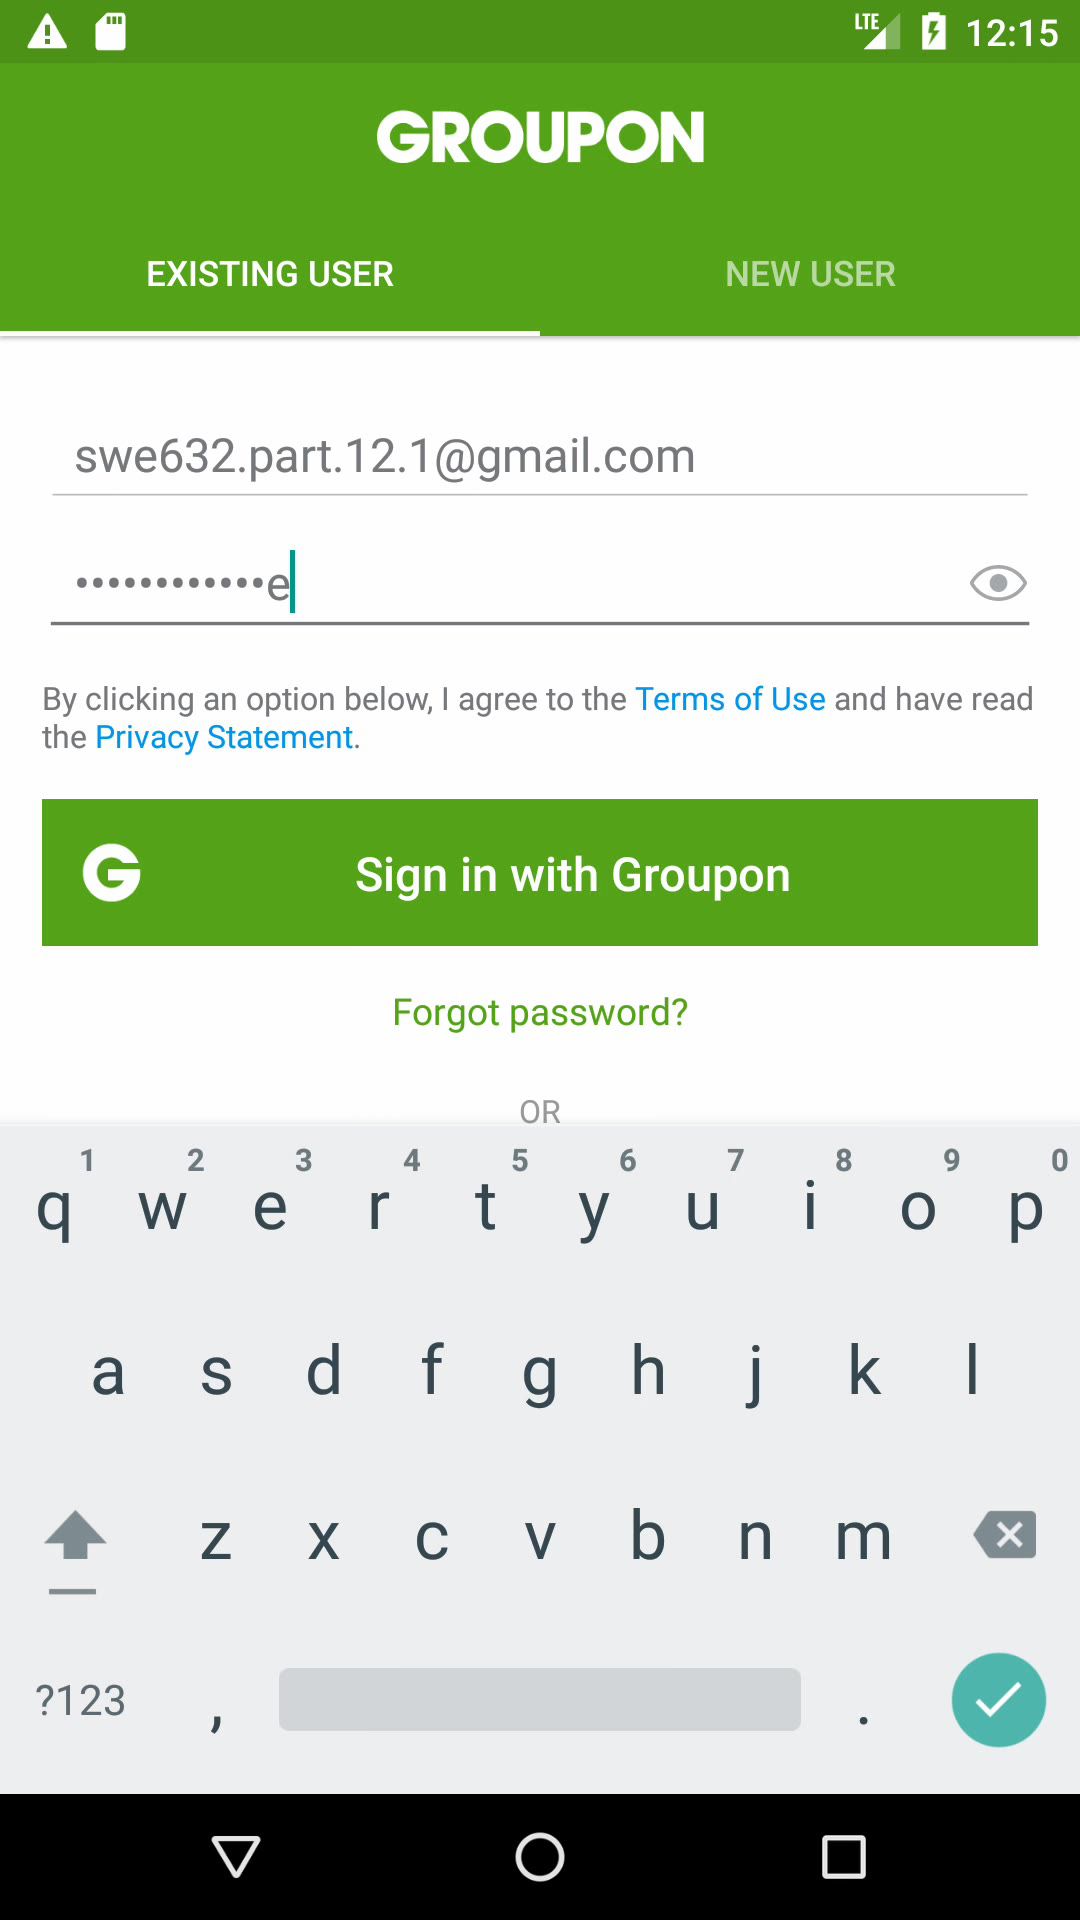 LTE 12:15
GROUPON
EXISTING USER NEW USER
swe632.part.12.1@gmail.com
••••••••••••e
By clicking an option below, I agree to the Terms of Use and have read
the Privacy Statement.
G Sign in with Groupon
Forgot password?
OR
1 2 3 4 5 6 7 8 9 0
q w e r t y u i o p
a s d f g h j k l
z x c v b n m
?123 , .